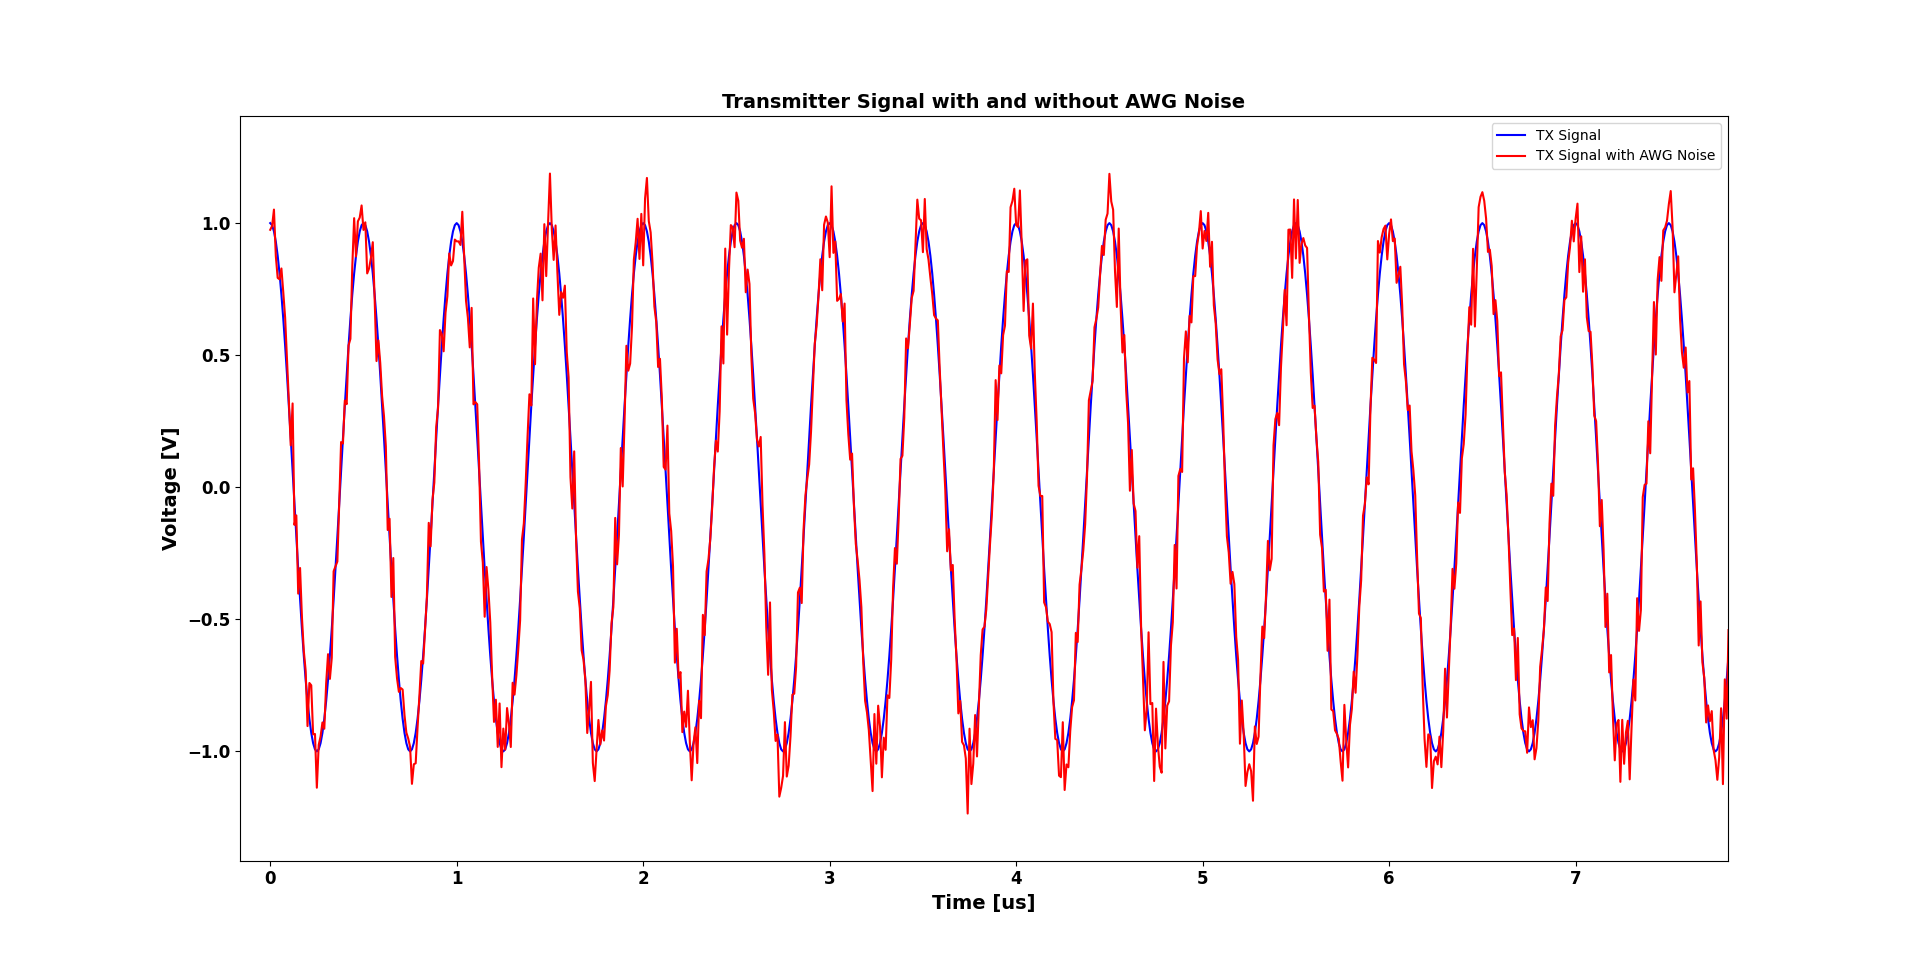 Transmitter Signal with and without AWG Noise
TX Signal
TX Signal with AWG Noise
Voltage [V]
1.0
0.5
0.0
−0.5
−1.0
0 1 2 3 4 5 6 7
Time [us]